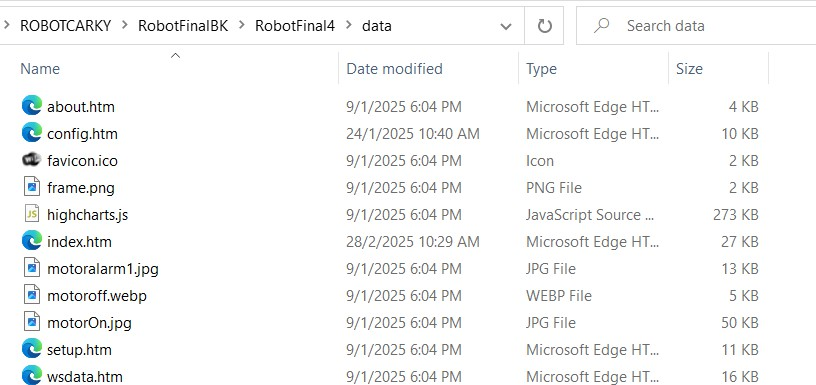 ROBOTCARKY > RobotFinalBK > RobotFinal4 > data Search data
Name Date modified Type Size
about.htm 9/1/2025 6:04 PM Microsoft Edge HT... 4 KB
config.htm 24/1/2025 10:40 AM Microsoft Edge HT... 10 KB
favicon.ico 9/1/2025 6:04 PM Icon 2 KB
frame.png 9/1/2025 6:04 PM PNG File 2 KB
JS highcharts.js 9/1/2025 6:04 PM JavaScript Source ... 273 KB
index.htm 28/2/2025 10:29 AM Microsoft Edge HT... 27 KB
motoralarm1.jpg 9/1/2025 6:04 PM JPG File 13 KB
motoroff.webp 9/1/2025 6:04 PM WEBP File 5 KB
motorOn.jpg 9/1/2025 6:04 PM JPG File 50 KB
setup.htm 9/1/2025 6:04 PM Microsoft Edge HT... 11 KB
wsdata.htm 9/1/2025 6:04 PM Microsoft Edge HT... 16 KB